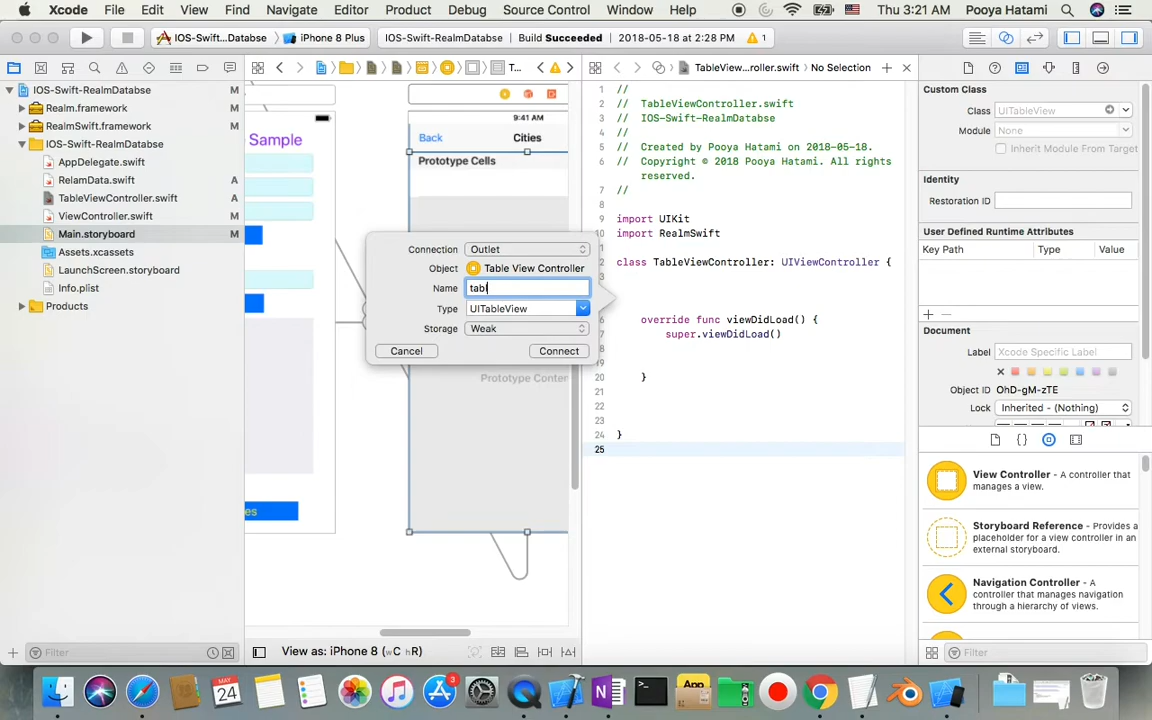 Xcode File Edit View Find Navigate Editor Product Debug Source Control Window Help Thu 3:21 AM Pooya Hatami
IOS-Swift...Databse iPhone 8 Plus IOS-Swift-RealmDatabse: Build Succeeded 2018-05-18 at 2:28 PM 1
T... TableView...roller.swift No Selection
IOS-Swift-RealmDatabse M
Realm.framework
RealmSwift.framework
IOS-Swift-RealmDatabse
AppDelegate.swift
RelamData.swift A
TableViewController.swift A
ViewController.swift M
Main.storyboard M
Assets.xcassets
LaunchScreen.storyboard
Info.plist
Products
Filter
Sample
es
9:41 AM
Back Cities
Prototype Cells
Prototype Conten
Connection Outlet
Object Table View Controller
Name tabl
Type UITableView
Storage Weak
Cancel Connect
View as: iPhone 8 (wC hR)
1 //
2 // TableViewController.swift
3 // IOS-Swift-RealmDatabse
4 //
5 // Created by Pooya Hatami on 2018-05-18.
6 // Copyright © 2018 Pooya Hatami. All rights
reserved.
7 //
8
9 import UIKit
10 import RealmSwift
11
12 class TableViewController: UIViewController {
3
6 override func viewDidLoad() {
7 super.viewDidLoad()
8
19
20 }
21
22
23
24 }
25
Custom Class
Class UITableView
Module None
Inherit Module From Target
Identity
Restoration ID
User Defined Runtime Attributes
Key Path Type Value
Document
Label Xcode Specific Label
Object ID OhD-gM-zTE
Lock Inherited - (Nothing)
View Controller - A controller that
manages a view.
Storyboard Reference - Provides a
placeholder for a view controller in an
external storyboard.
Navigation Controller - A
controller that manages navigation
through a hierarchy of views.
Filter
MAY
24
3